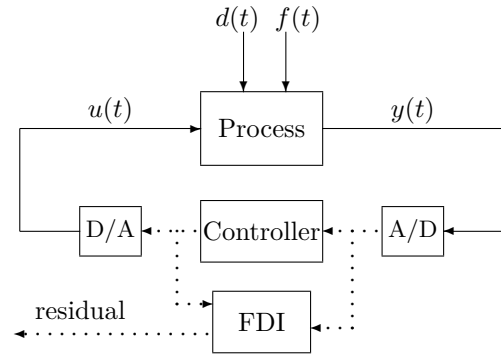 d(t) f(t)
u(t)
Process
y(t)
D/A
Controller
A/D
residual
FDI